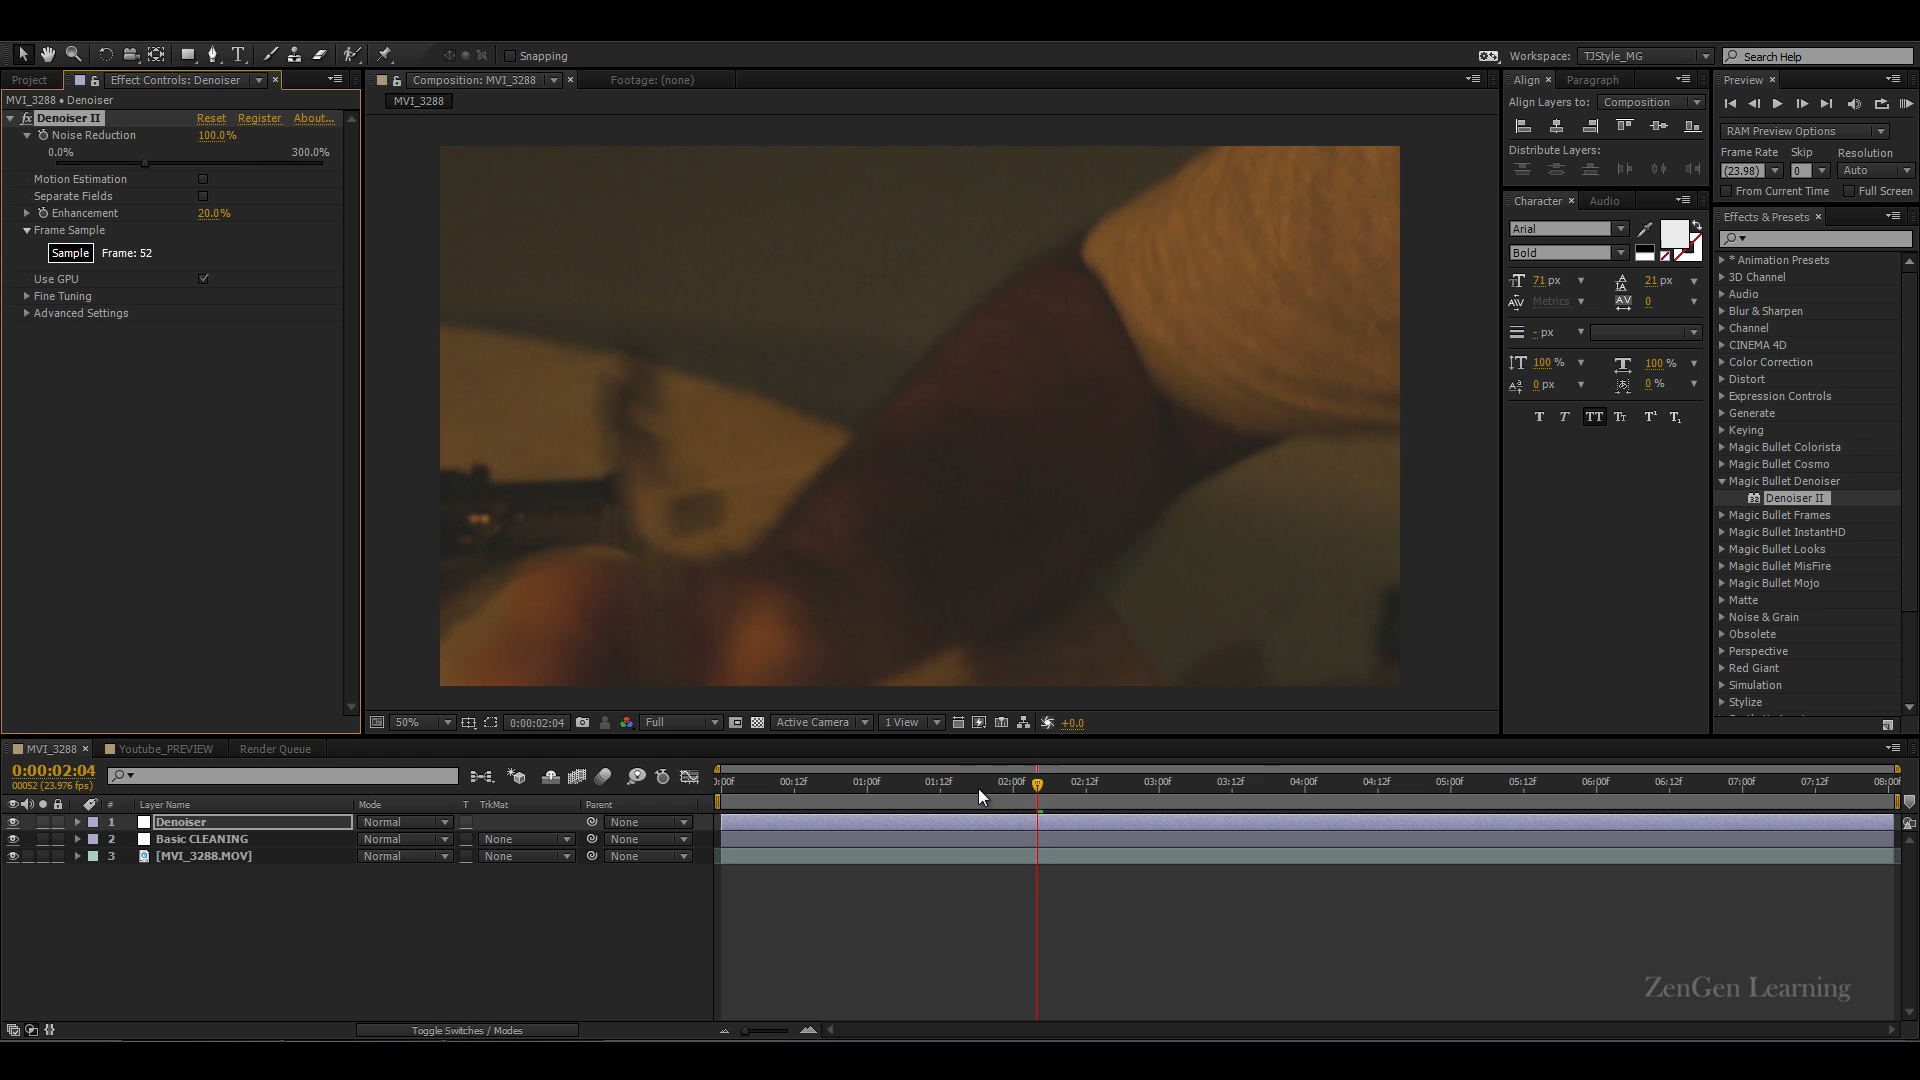 Snapping
Workspace: TJStyle_MG
Search Help
Project
Effect Controls: Denoiser
Composition: MVI_3288
Footage: (none)
Align
Paragraph
Preview
MVI_3288 • Denoiser
MVI_3288
Align Layers to: Composition
fx Denoiser II
Reset
Register
About...
Noise Reduction
100.0%
0.0%
300.0%
Motion Estimation
Separate Fields
Enhancement
20.0%
Frame Sample
Sample
Frame: 52
Use GPU
Fine Tuning
Advanced Settings
Distribute Layers:
RAM Preview Options
Frame Rate Skip Resolution
(23.98) 0 Auto
From Current Time Full Screen
Character
Audio
Arial
Bold
71 px
21 px
Metrics
0
- px
100 %
100 %
0 px
0 %
T T TT Tt T¹ T₁
Effects & Presets
* Animation Presets
3D Channel
Audio
Blur & Sharpen
Channel
CINEMA 4D
Color Correction
Distort
Expression Controls
Generate
Keying
Magic Bullet Colorista
Magic Bullet Cosmo
Magic Bullet Denoiser
Denoiser II
Magic Bullet Frames
Magic Bullet InstantHD
Magic Bullet Looks
Magic Bullet MisFire
Magic Bullet Mojo
Matte
Noise & Grain
Obsolete
Perspective
Red Giant
Simulation
Stylize
50%
0:00:02:04
Full
Active Camera
1 View
+0.0
MVI_3288
Youtube_PREVIEW
Render Queue
0:00:02:04
00052 (23.976 fps)
):00f 00:12f 01:00f 01:12f 02:00f 02:12f 03:00f 03:12f 04:00f 04:12f 05:00f 05:12f 06:00f 06:12f 07:00f 07:12f 08:00f
# Layer Name Mode T TrkMat Parent
1 Denoiser Normal None
2 Basic CLEANING Normal None None
3 [MVI_3288.MOV] Normal None None
ZenGen Learning
Toggle Switches / Modes